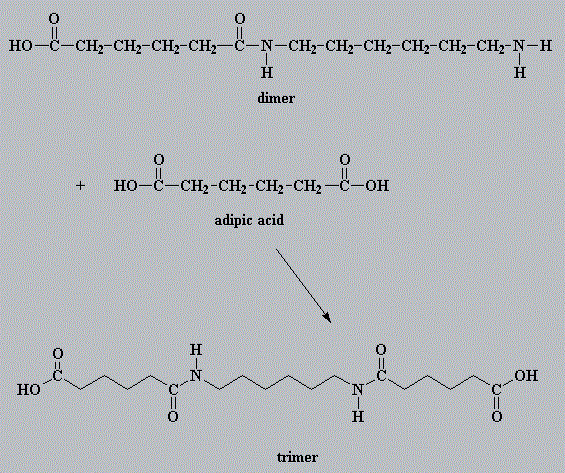 O O
HO—C—CH₂—CH₂—CH₂—CH₂—C—N—CH₂—CH₂—CH₂—CH₂—CH₂—CH₂—N—H
H H
dimer
O O
+ HO—C—CH₂—CH₂—CH₂—CH₂—C—OH
adipic acid
O H O
C N C OH
HO C N C
O H O
trimer